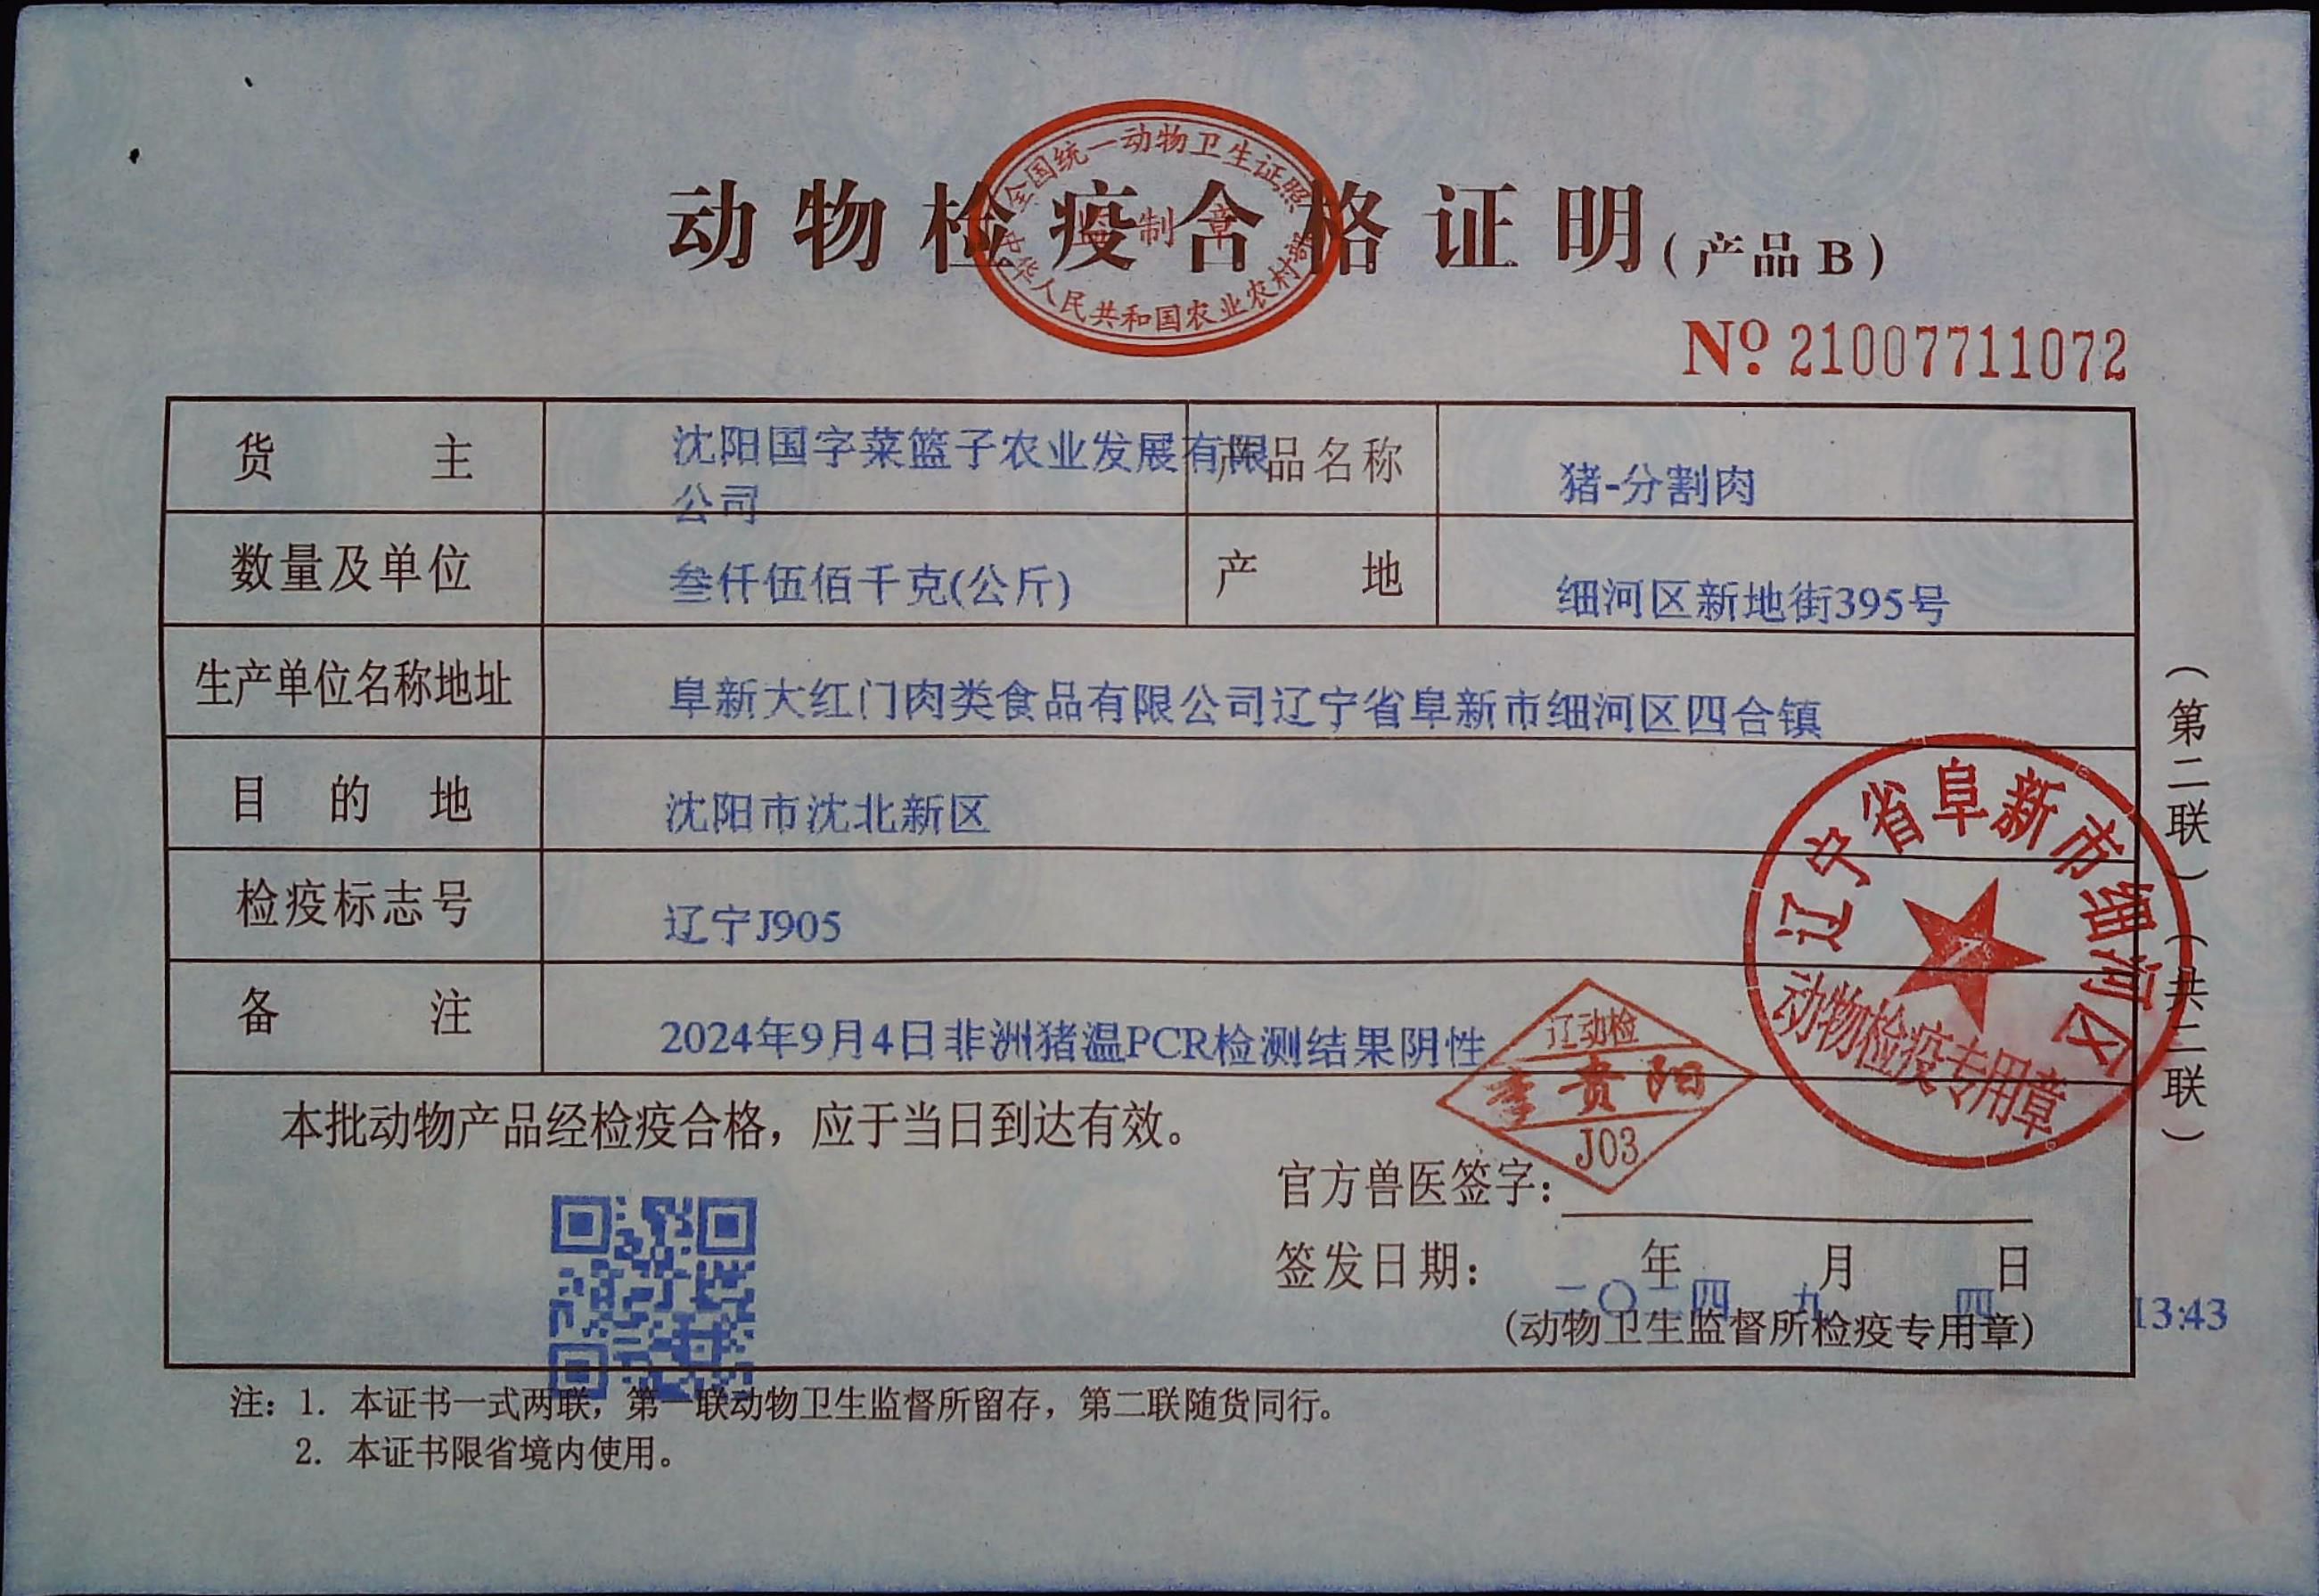 动物检疫合格证明(产品B)
全国统一动物卫生证照
监制章
中华人民共和国农业农村部
№ 21007711072
货主 沈阳国字菜篮子农业发展有限公司 产品名称 猪-分割肉
数量及单位 叁仟伍佰千克(公斤) 产地 细河区新地街395号
生产单位名称地址 阜新大红门肉类食品有限公司辽宁省阜新市细河区四合镇
目的地 沈阳市沈北新区
检疫标志号 辽宁J905
备注 2024年9月4日非洲猪温PCR检测结果阴性
本批动物产品经检疫合格，应于当日到达有效。
辽动检
李贵阳
J03
辽宁省阜新市细河区
动物检疫专用章
官方兽医签字：
签发日期： 二〇二四年 九月 四日 13:43
(动物卫生监督所检疫专用章)
注：1. 本证书一式两联，第一联动物卫生监督所留存，第二联随货同行。
2. 本证书限省境内使用。
（第二联）（共二联）